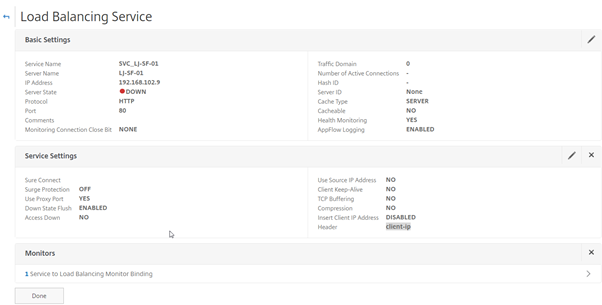 Load Balancing Service
Basic Settings
Service Name SVC_LJ-SF-01
Server Name LJ-SF-01
IP Address 192.168.102.9
Server State DOWN
Protocol HTTP
Port 80
Comments
Monitoring Connection Close Bit NONE
Traffic Domain 0
Number of Active Connections -
Hash ID -
Server ID None
Cache Type SERVER
Cacheable NO
Health Monitoring YES
AppFlow Logging ENABLED
Service Settings
Sure Connect
Surge Protection OFF
Use Proxy Port YES
Down State Flush ENABLED
Access Down NO
Use Source IP Address NO
Client Keep-Alive NO
TCP Buffering NO
Compression NO
Insert Client IP Address DISABLED
Header client-ip
Monitors
1 Service to Load Balancing Monitor Binding
Done